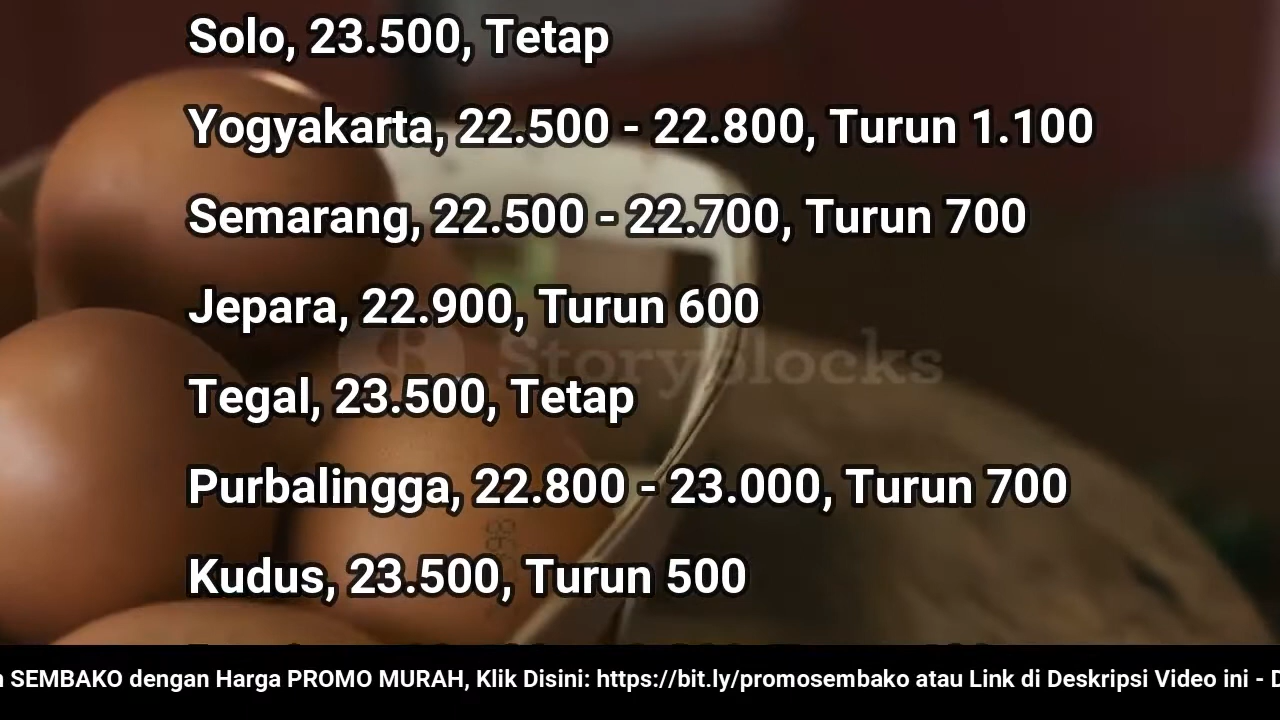 Solo, 23.500, Tetap
Yogyakarta, 22.500 - 22.800, Turun 1.100
Semarang, 22.500 - 22.700, Turun 700
Jepara, 22.900, Turun 600
Storyblocks
Tegal, 23.500, Tetap
Purbalingga, 22.800 - 23.000, Turun 700
Kudus, 23.500, Turun 500
SEMBAKO dengan Harga PROMO MURAH, Klik Disini: https://bit.ly/promosembako atau Link di Deskripsi Video ini -